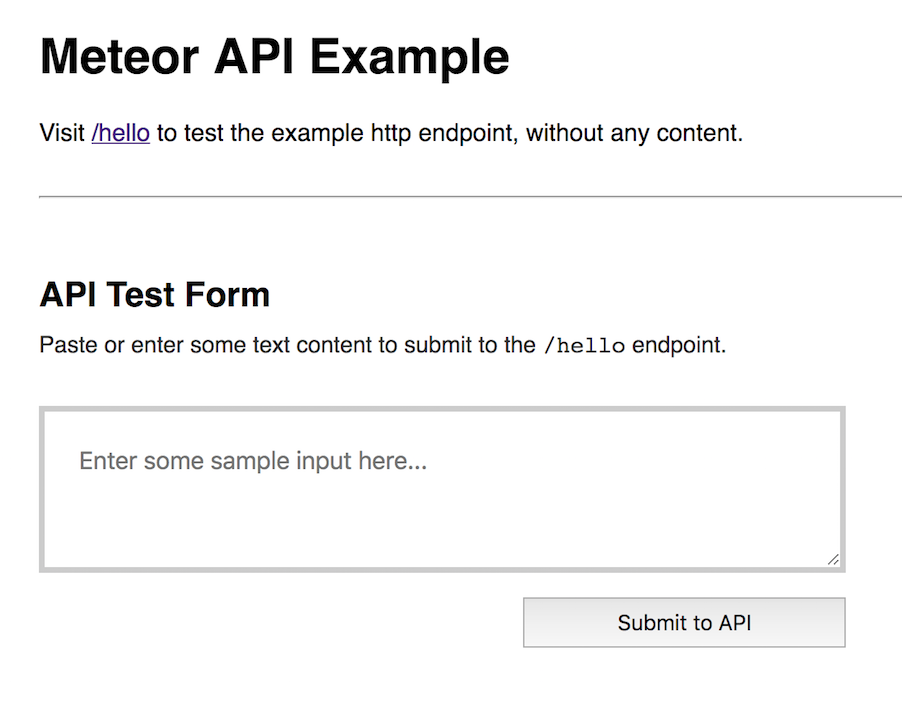 Meteor API Example
Visit /hello to test the example http endpoint, without any content.
API Test Form
Paste or enter some text content to submit to the /hello endpoint.
Enter some sample input here...
Submit to API